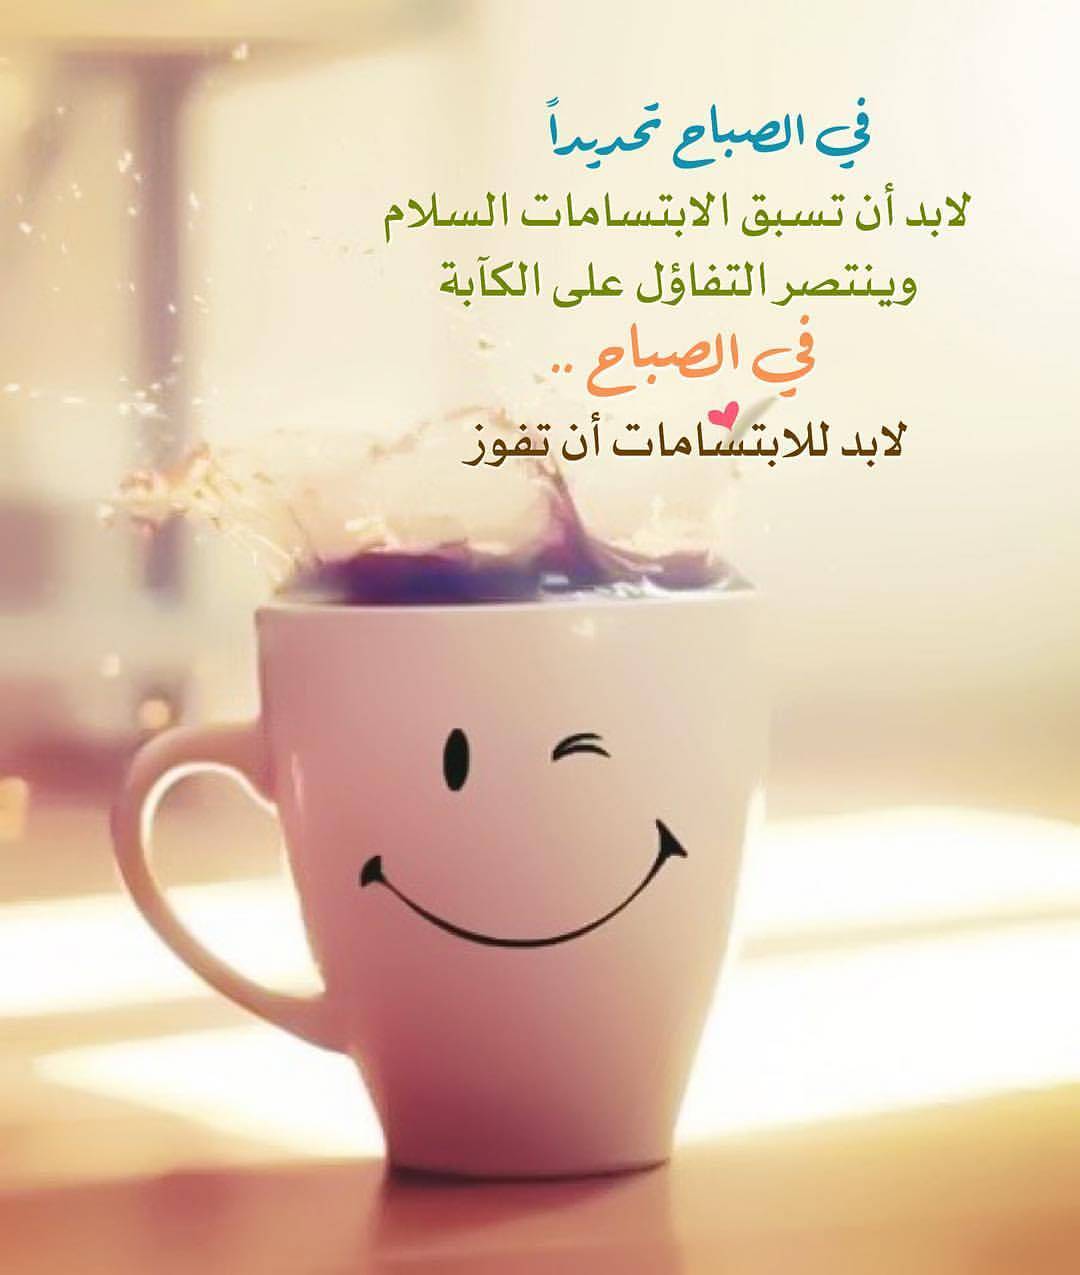 في الصباح تحديداً
لابد أن تسبق الابتسامات السلام
وينتصر التفاؤل على الكآبة
في الصباح ..
لابد للابتسامات أن تفوز